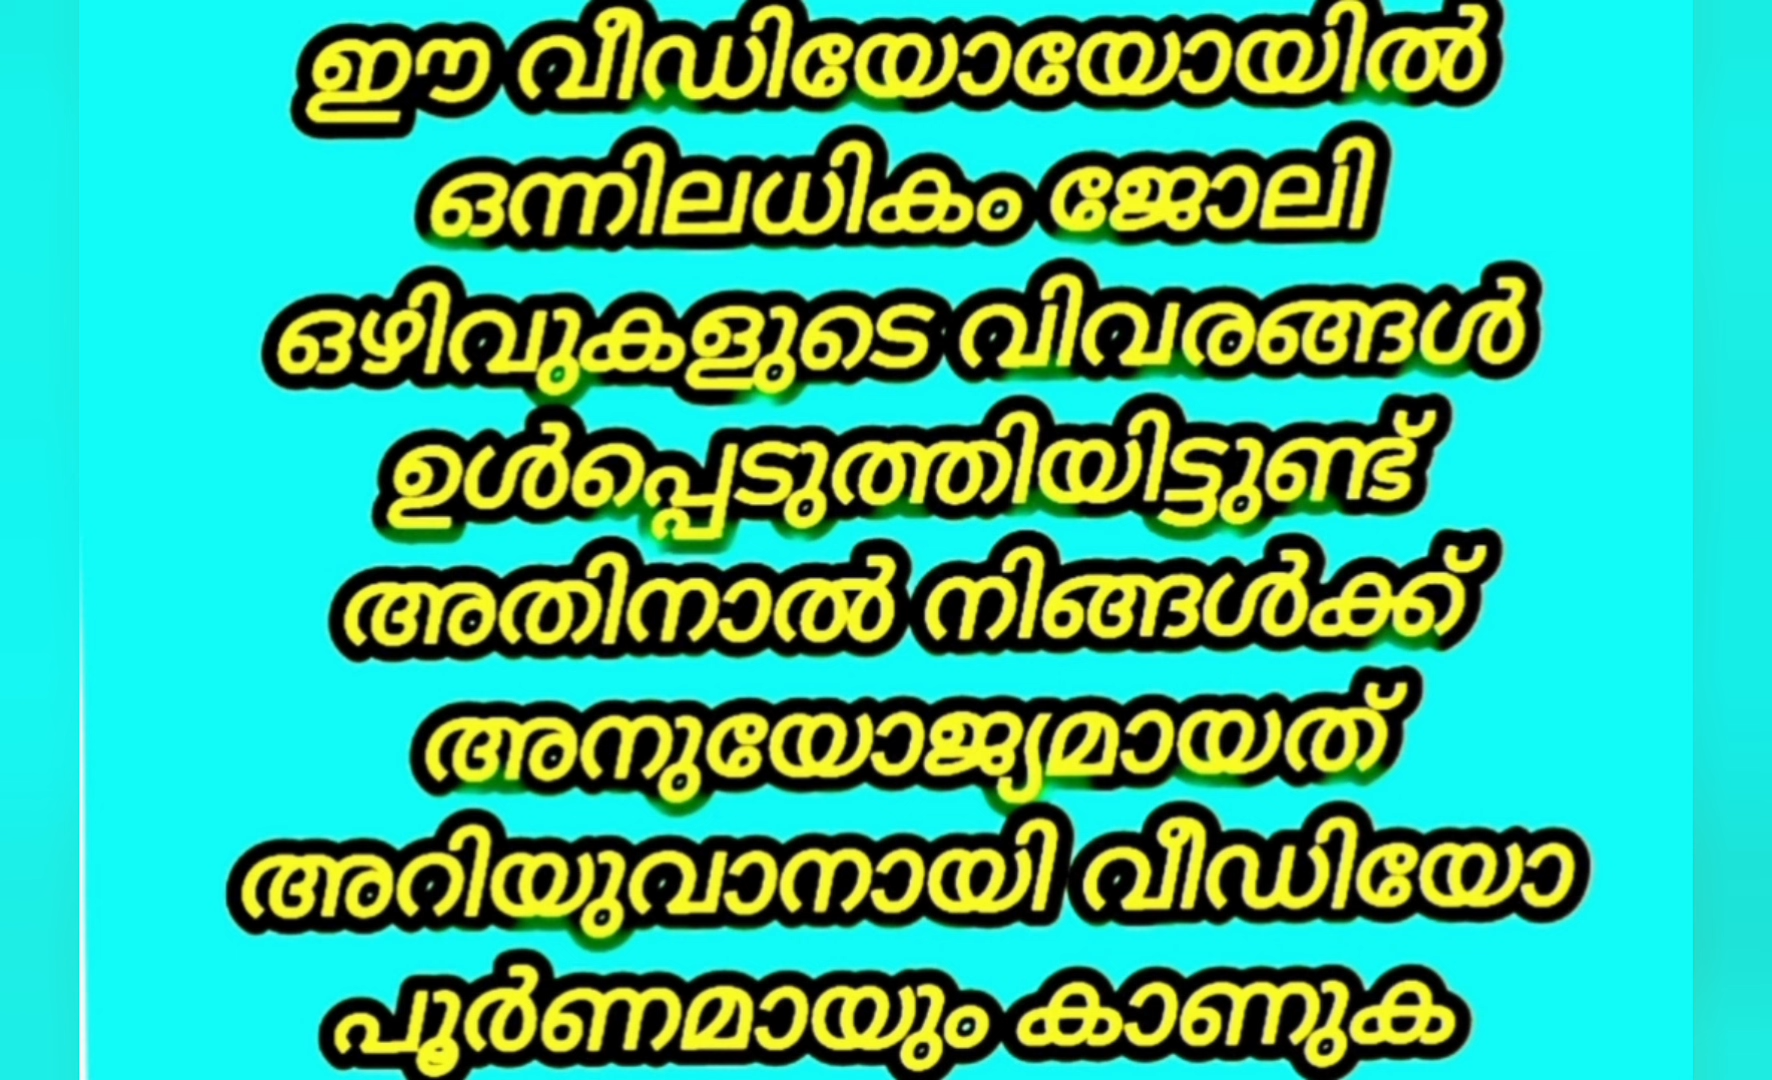 ഈ വീഡിയോയോയിൽ
ഒന്നിലധികം ജോലി
ഒഴിവുകളുടെ വിവരങ്ങൾ
ഉൾപ്പെടുത്തിയിട്ടുണ്ട്
അതിനാൽ നിങ്ങൾക്ക്
അനുയോജ്യമായത്
അറിയുവാനായി വീഡിയോ
പൂർണമായും കാണുക